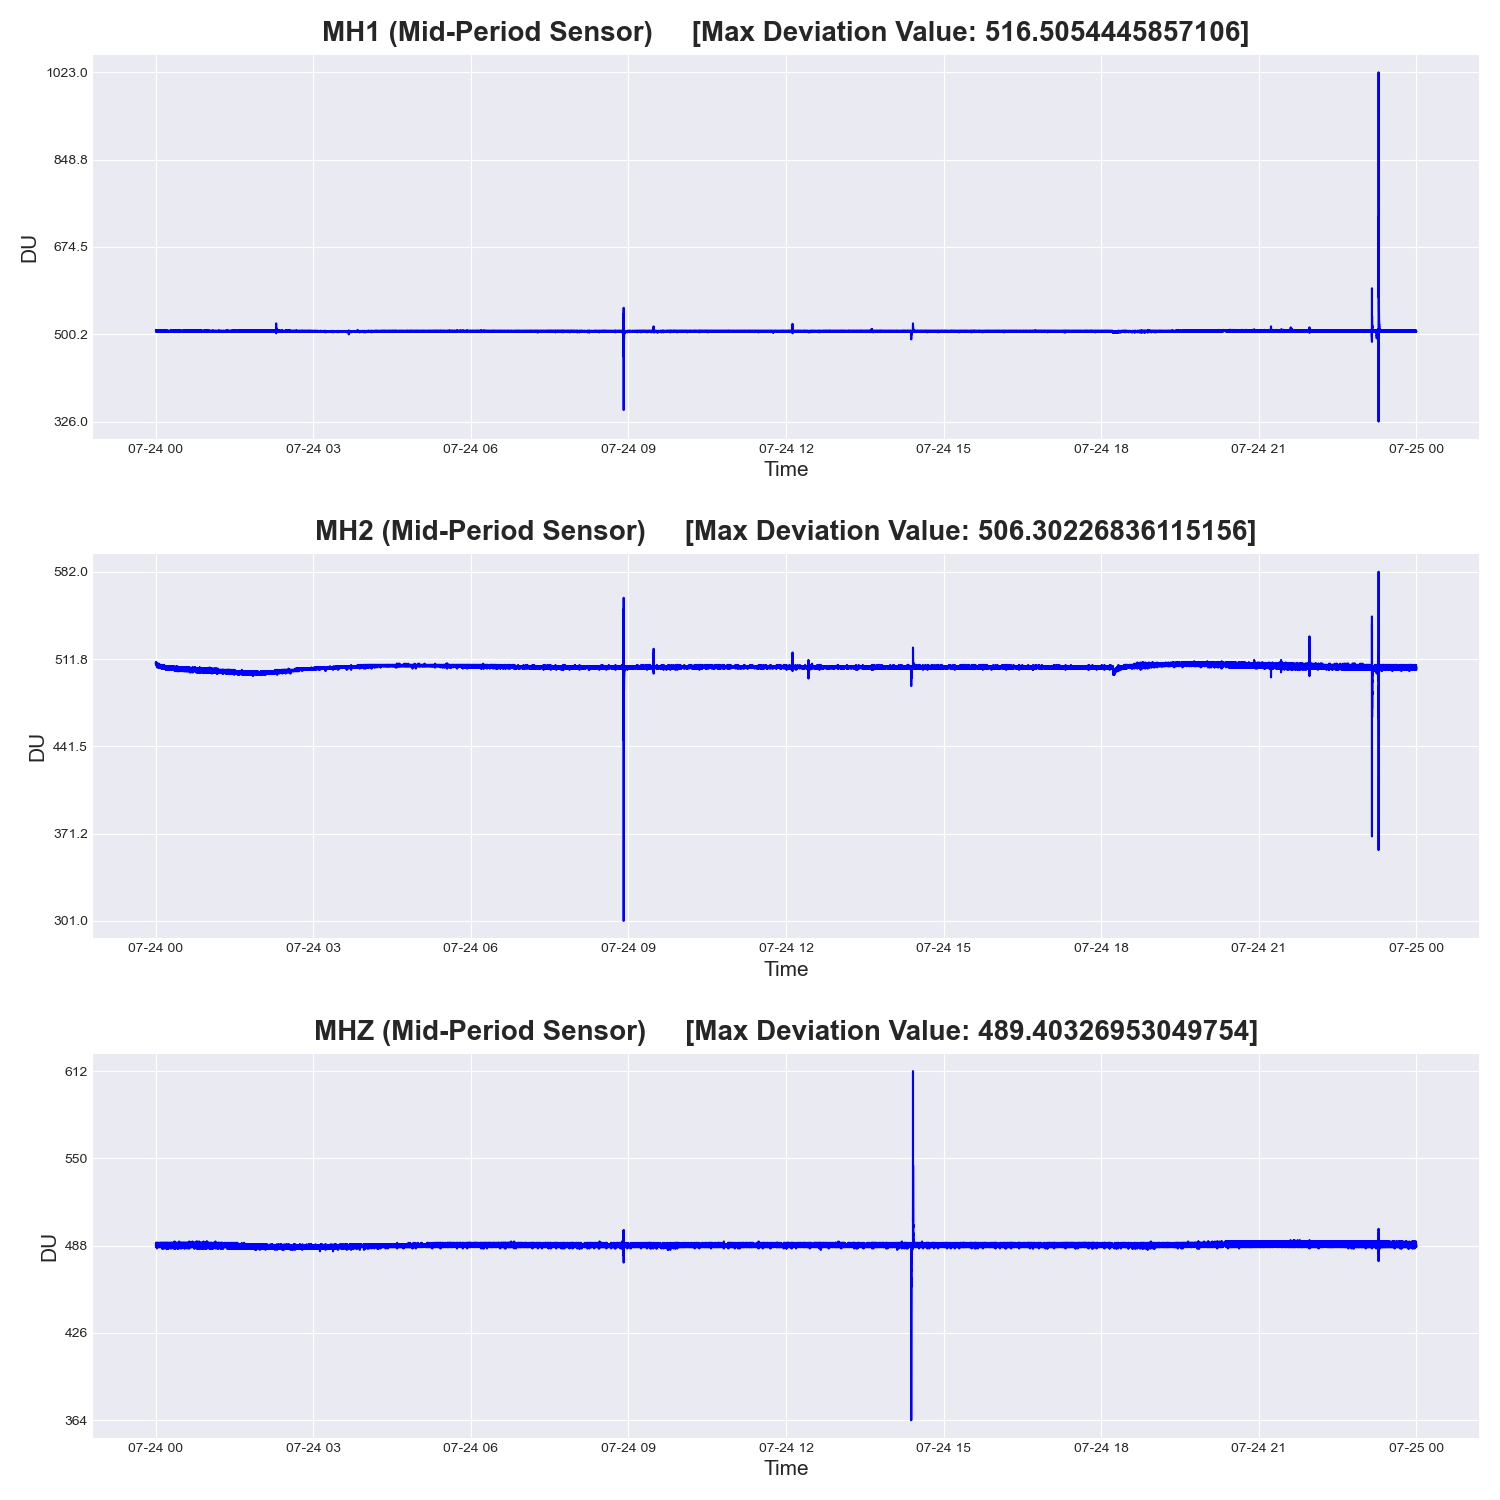 MH1 (Mid-Period Sensor) [Max Deviation Value: 516.5054445857106]
1023.0
848.8
674.5
500.2
326.0
DU
07-24 00 07-24 03 07-24 06 07-24 09 07-24 12 07-24 15 07-24 18 07-24 21 07-25 00
Time
MH2 (Mid-Period Sensor) [Max Deviation Value: 506.30226836115156]
582.0
511.8
441.5
371.2
301.0
DU
07-24 00 07-24 03 07-24 06 07-24 09 07-24 12 07-24 15 07-24 18 07-24 21 07-25 00
Time
MHZ (Mid-Period Sensor) [Max Deviation Value: 489.40326953049754]
612
550
488
426
364
DU
07-24 00 07-24 03 07-24 06 07-24 09 07-24 12 07-24 15 07-24 18 07-24 21 07-25 00
Time